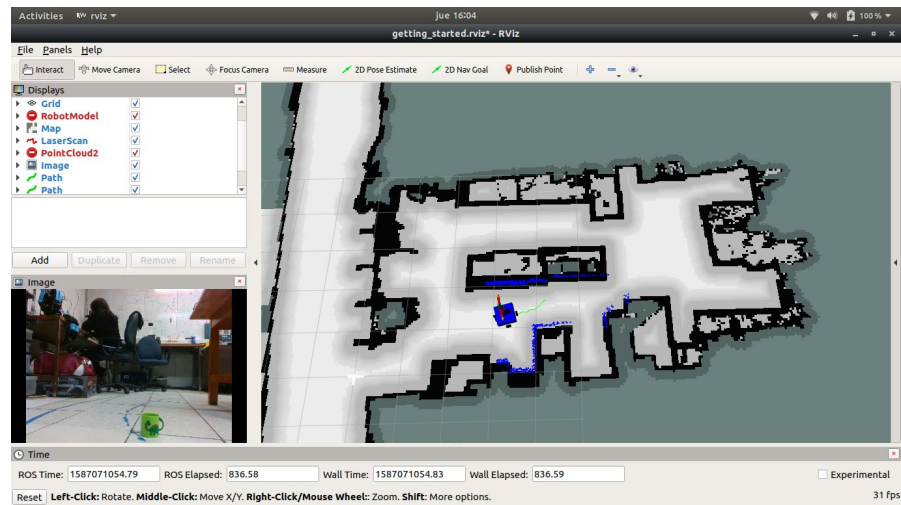 Activities rviz jue 16:04 100 %
getting_started.rviz* - RViz
File Panels Help
Interact Move Camera Select Focus Camera Measure 2D Pose Estimate 2D Nav Goal Publish Point
Displays
Grid
RobotModel
Map
LaserScan
PointCloud2
Image
Path
Path
Add Duplicate Remove Rename
Image
Time
ROS Time: 1587071054.79 ROS Elapsed: 836.58 Wall Time: 1587071054.83 Wall Elapsed: 836.59 Experimental
Reset Left-Click: Rotate. Middle-Click: Move X/Y. Right-Click/Mouse Wheel:: Zoom. Shift: More options. 31 fps